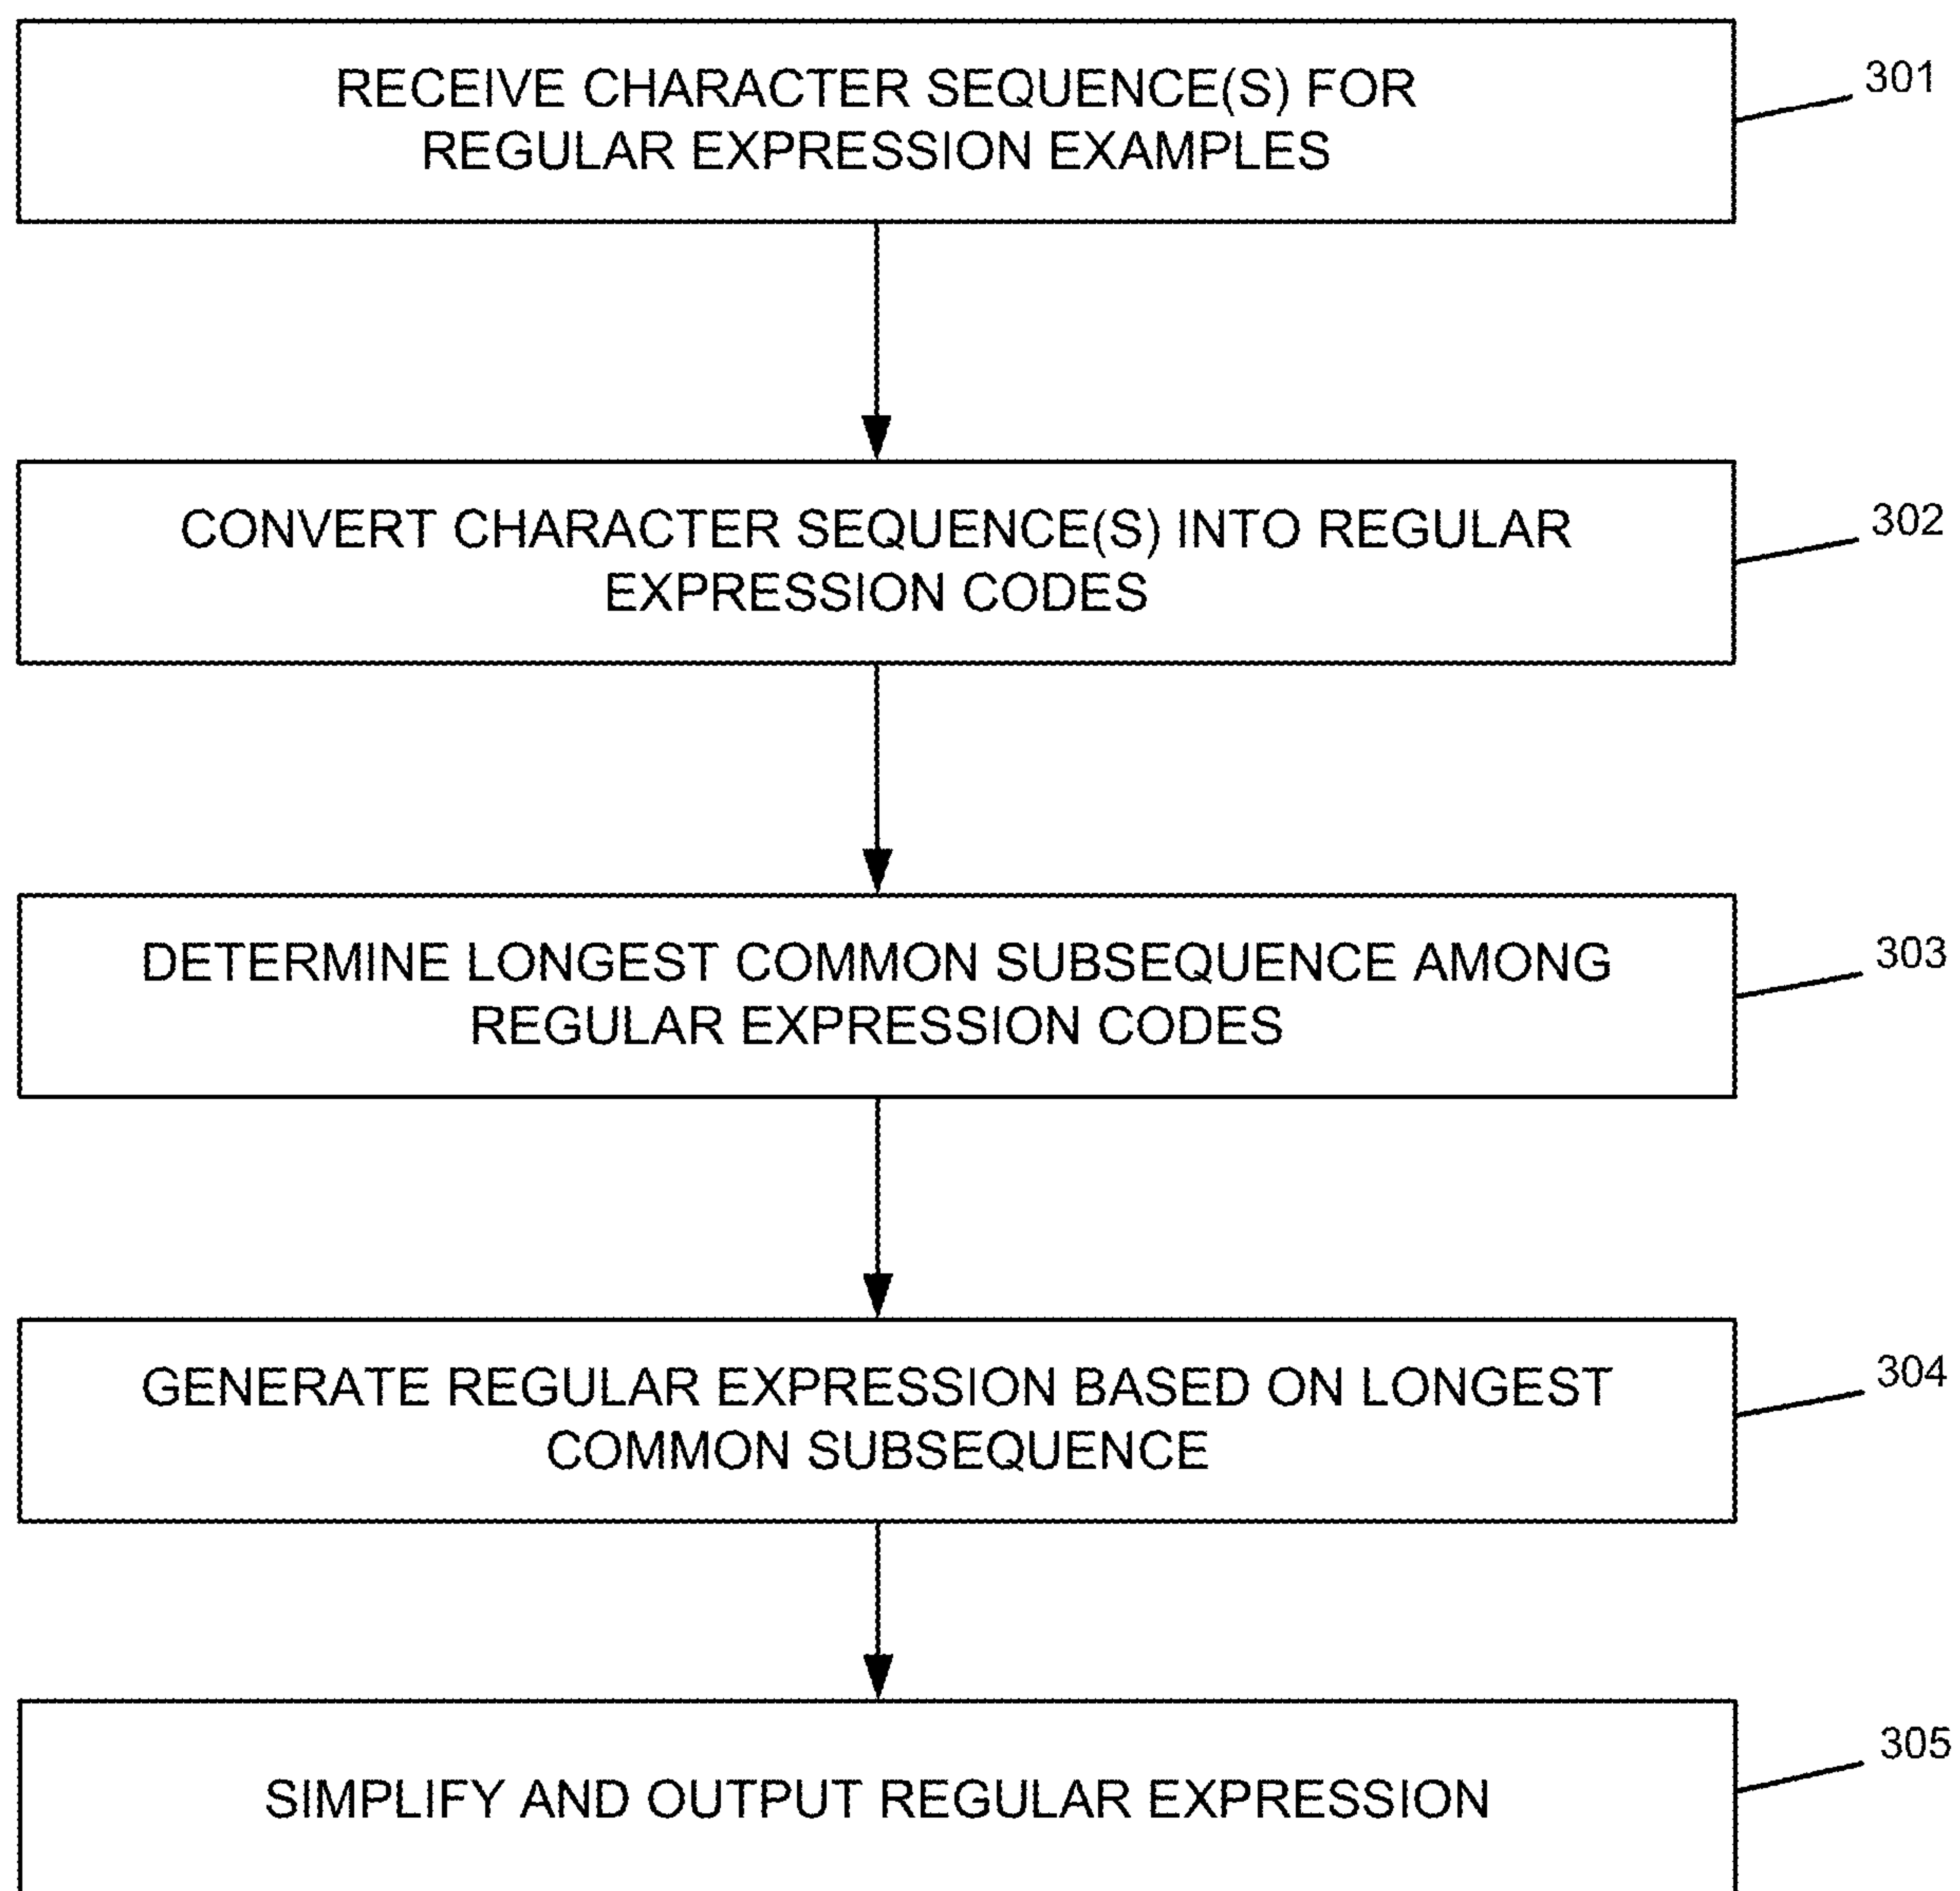 RECEIVE CHARACTER SEQUENCE(S) FOR
REGULAR EXPRESSION EXAMPLES
301
CONVERT CHARACTER SEQUENCE(S) INTO REGULAR
EXPRESSION CODES
302
DETERMINE LONGEST COMMON SUBSEQUENCE AMONG
REGULAR EXPRESSION CODES
303
GENERATE REGULAR EXPRESSION BASED ON LONGEST
COMMON SUBSEQUENCE
304
SIMPLIFY AND OUTPUT REGULAR EXPRESSION
305